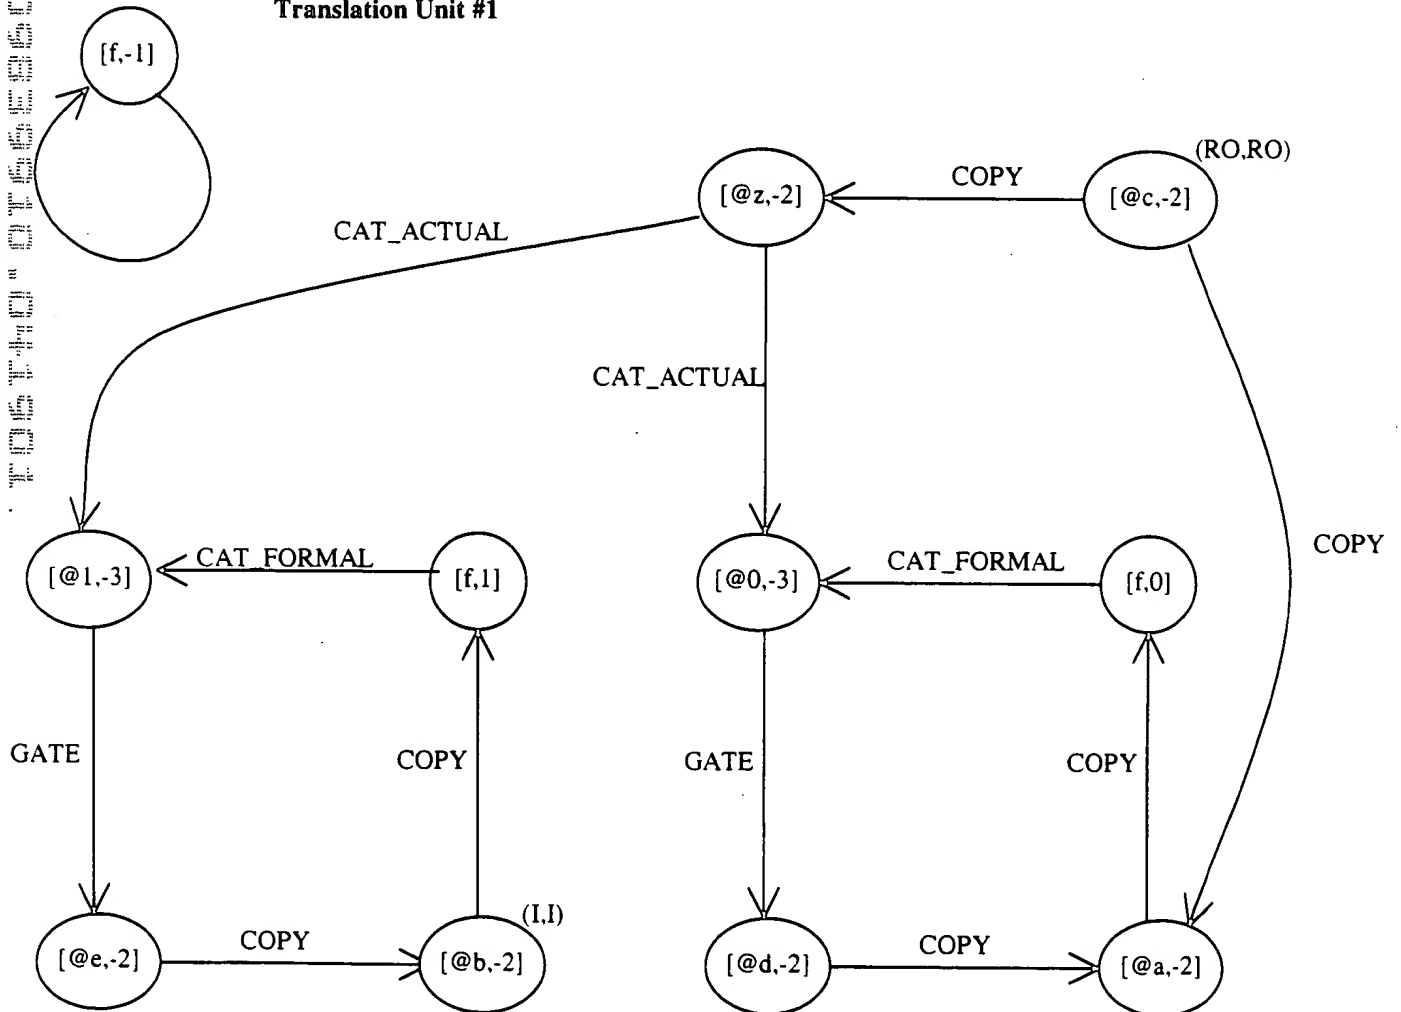 Translation Unit #1
[f,-1]
(RO,RO)
[@z,-2]
COPY
[@c,-2]
CAT_ACTUAL
CAT_ACTUAL
COPY
[@1,-3]
CAT_FORMAL
[f,1]
[@0,-3]
CAT_FORMAL
[f,0]
GATE
COPY
GATE
COPY
(I,I)
[@e,-2]
COPY
[@b,-2]
[@d,-2]
COPY
[@a,-2]